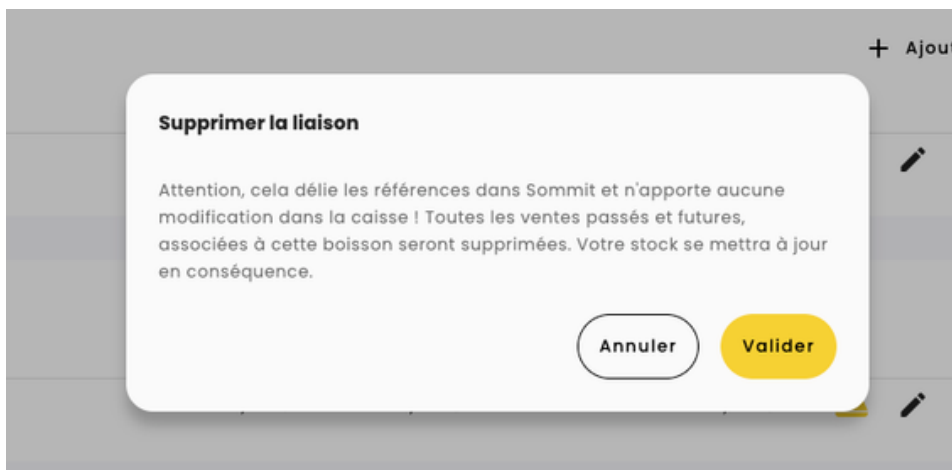 + Ajout
Supprimer la liaison
Attention, cela délie les références dans Sommit et n'apporte aucune
modification dans la caisse ! Toutes les ventes passés et futures,
associées à cette boisson seront supprimées. Votre stock se mettra à jour
en conséquence.
Annuler Valider